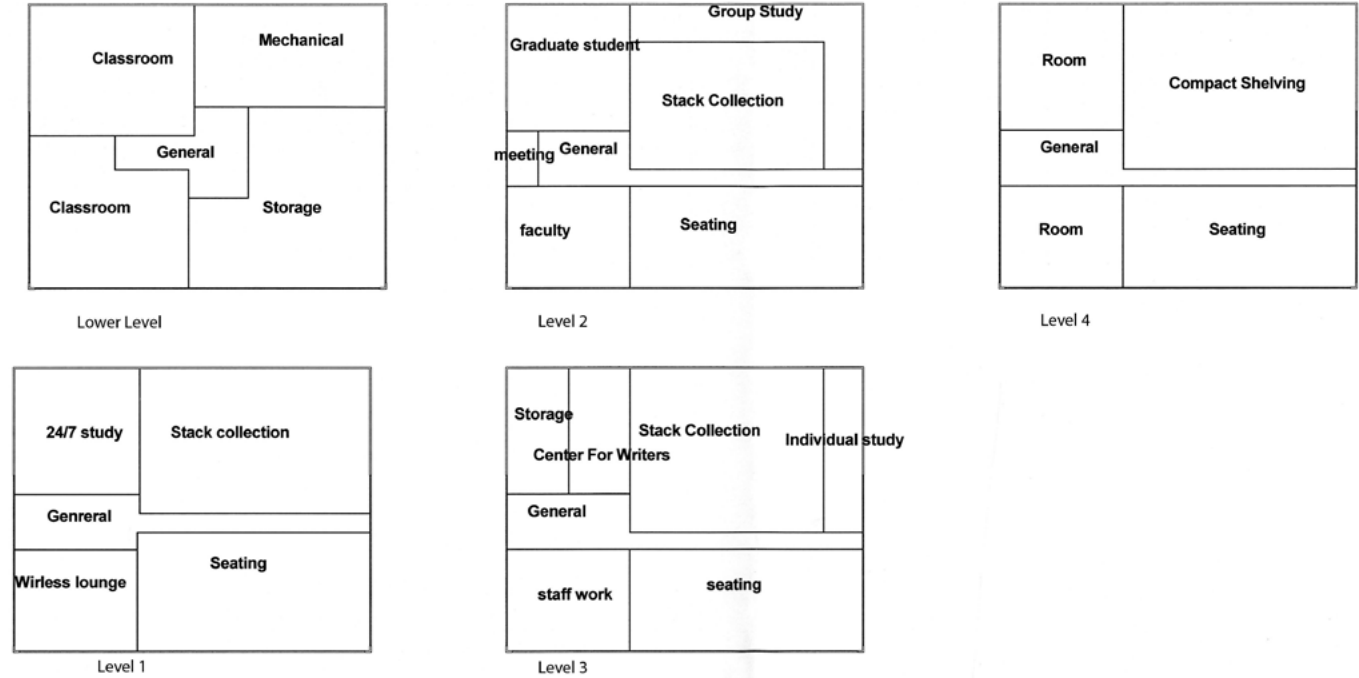 Classroom
Mechanical
General
Classroom
Storage
Lower Level
Group Study
Graduate student
Stack Collection
meeting
General
faculty
Seating
Level 2
Room
Compact Shelving
General
Room
Seating
Level 4
24/7 study
Stack collection
Genreral
Seating
Wirless lounge
Level 1
Storage
Stack Collection
Individual study
Center For Writers
General
staff work
seating
Level 3